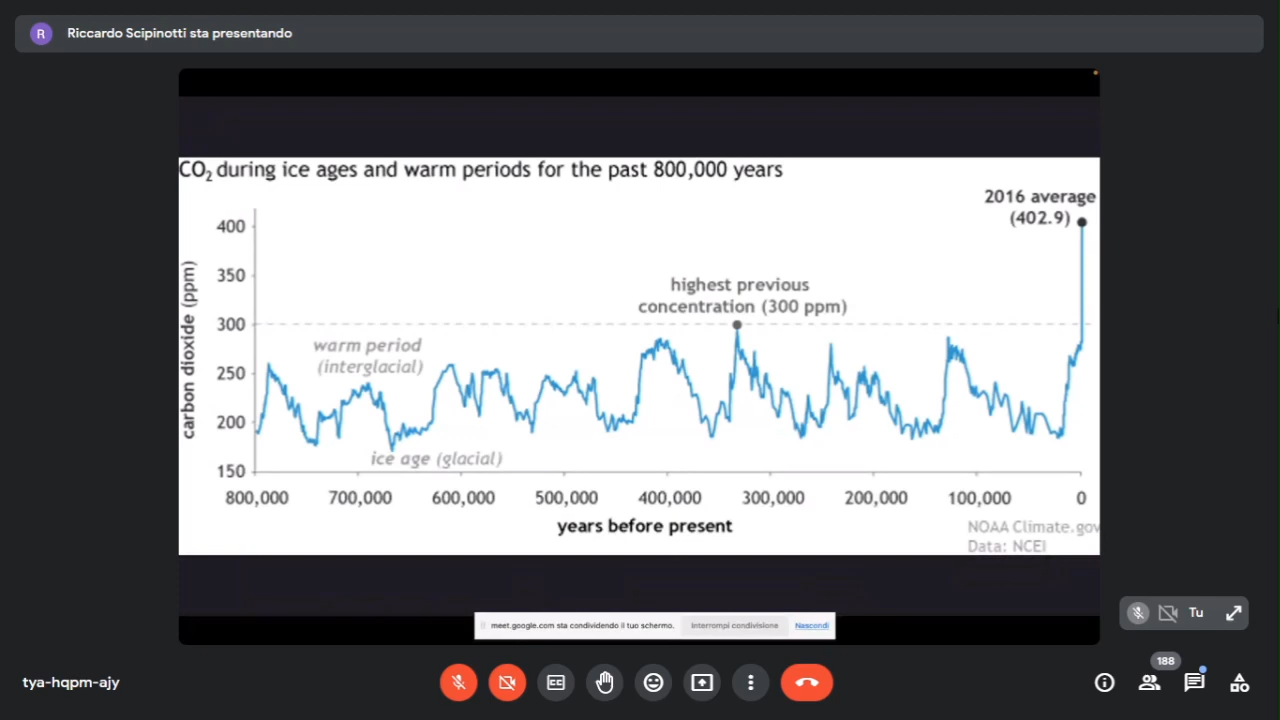 R Riccardo Scipinotti sta presentando
CO₂ during ice ages and warm periods for the past 800,000 years
2016 average
(402.9)
400
350
300
250
200
150
carbon dioxide (ppm)
highest previous
concentration (300 ppm)
warm period
(interglacial)
ice age (glacial)
800,000 700,000 600,000 500,000 400,000 300,000 200,000 100,000 0
years before present
NOAA Climate.gov
Data: NCEI
meet.google.com sta condividendo il tuo schermo. Interrompi condivisione Nascondi
Tu
tya-hqpm-ajy
CC
188